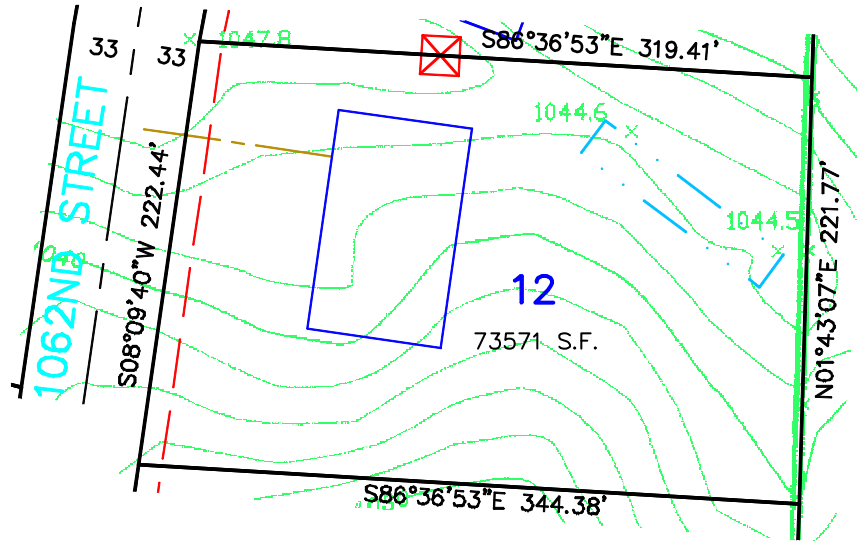 33
33
1047.8
S86°36'53"E 319.41'
1044.6
1062ND STREET
S08°09'40"W 222.44'
1044.5
N01°43'07"E 221.77'
12
73571 S.F.
S86°36'53"E 344.38'